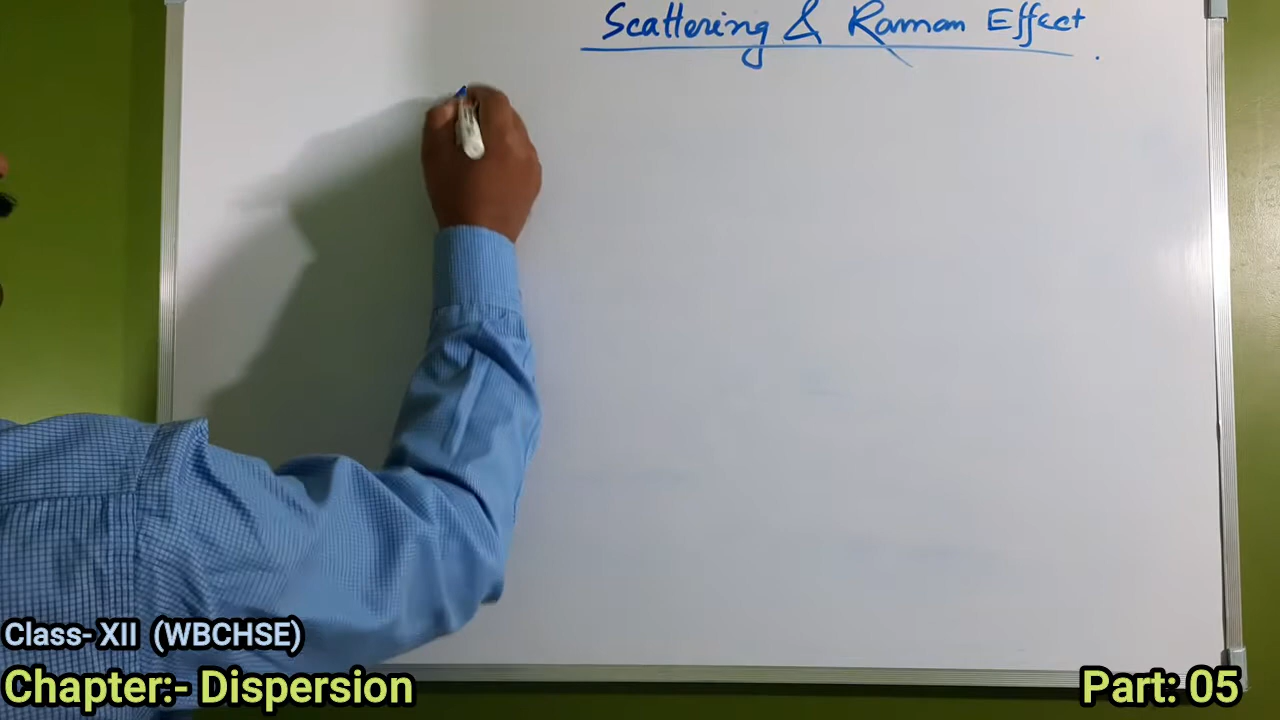 Scattering & Raman Effect.
Class- XII (WBCHSE)
Chapter:- Dispersion
Part: 05